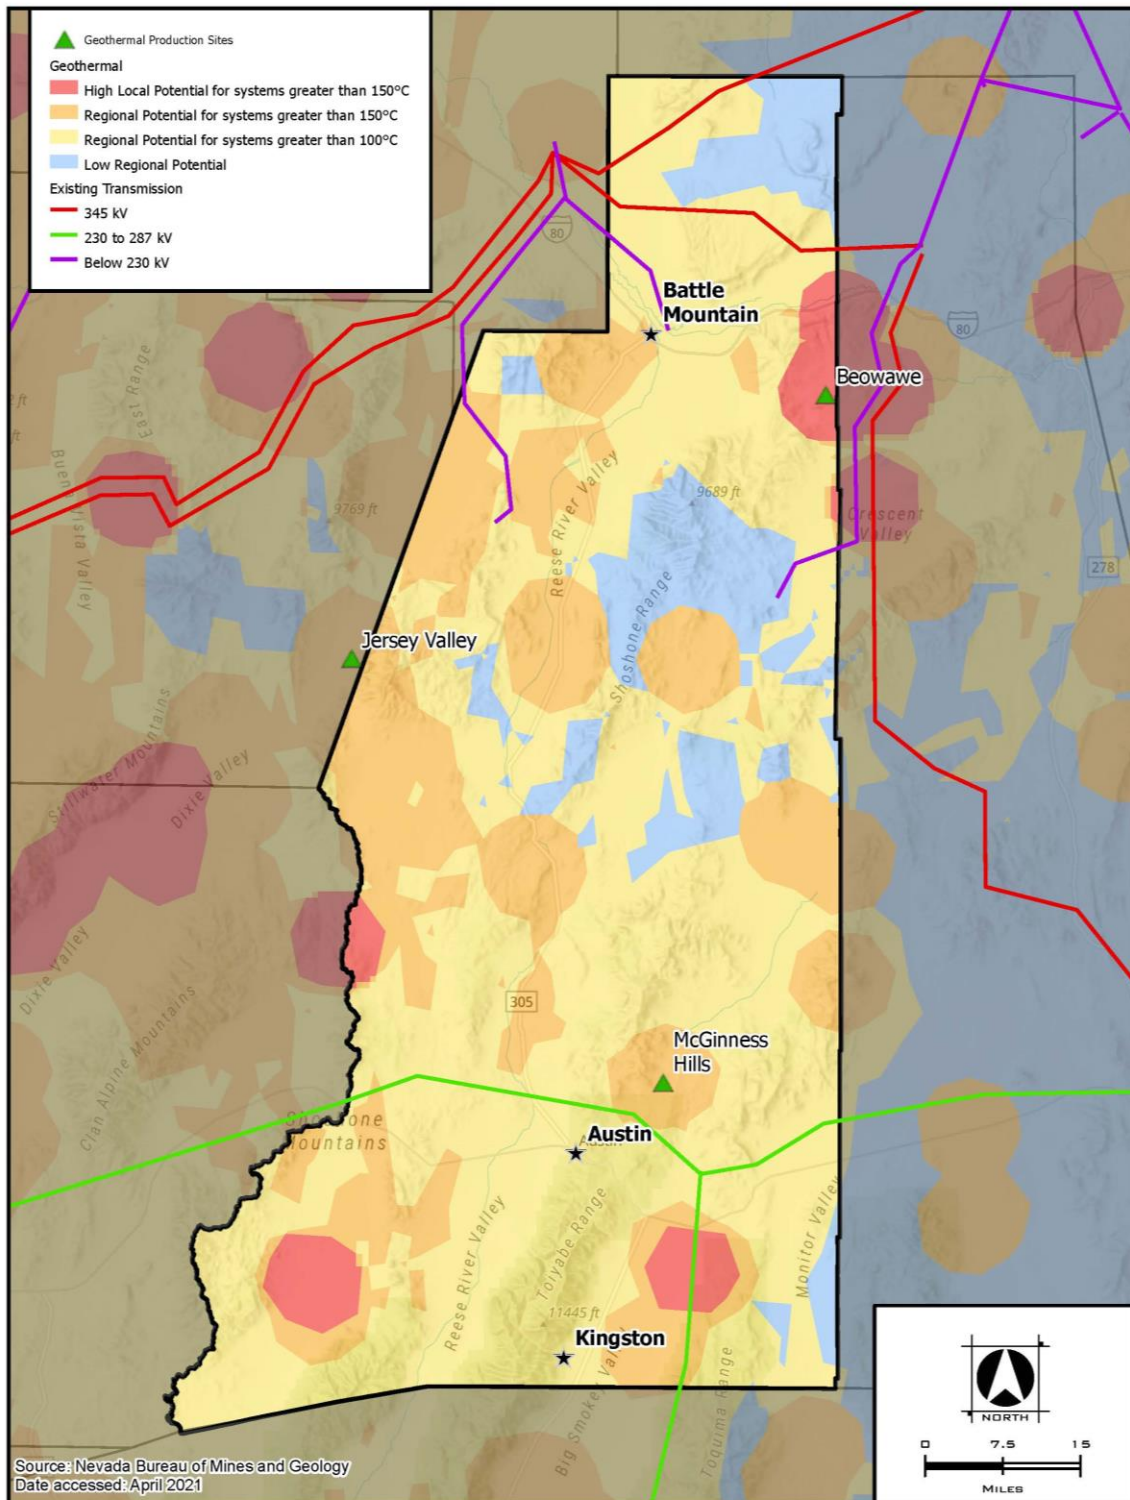 Geothermal Production Sites
Geothermal
High Local Potential for systems greater than 150°C
Regional Potential for systems greater than 150°C
Regional Potential for systems greater than 100°C
Low Regional Potential
Existing Transmission
345 kV
230 to 287 kV
Below 230 kV
80
Battle
Mountain
80
Beowawe
East Range
ft
ft
Buena Vista Valley
9769 ft
Reese River Valley
9689 ft
Crescent
Valley
278
Jersey Valley
Shoshone Range
Stillwater Mountains
Dixie Valley
Dixie Valley
305
Clan Alpine Mountains
McGinness
Hills
Shoshone
Mountains
Austin
Austin
Reese River Valley
Toiyabe Range
Monitor Valley
11445 ft
Kingston
Big Smokey Valley
Toquima Range
NORTH
0 7.5 15
MILES
Source: Nevada Bureau of Mines and Geology
Date accessed: April 2021